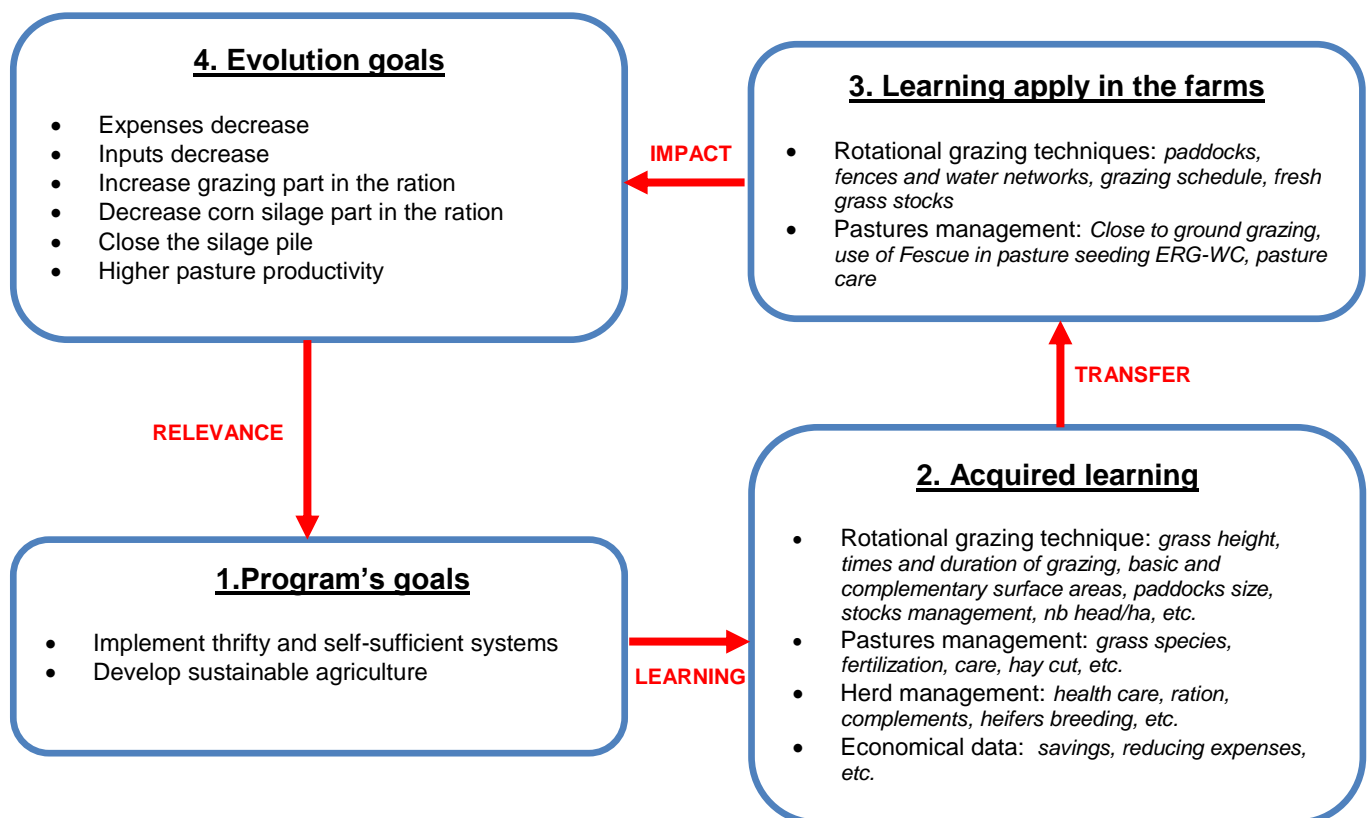 4. Evolution goals
• Expenses decrease
• Inputs decrease
• Increase grazing part in the ration
• Decrease corn silage part in the ration
• Close the silage pile
• Higher pasture productivity
IMPACT
3. Learning apply in the farms
• Rotational grazing techniques: paddocks,
fences and water networks, grazing schedule, fresh
grass stocks
• Pastures management: Close to ground grazing,
use of Fescue in pasture seeding ERG-WC, pasture
care
RELEVANCE
TRANSFER
1.Program's goals
• Implement thrifty and self-sufficient systems
• Develop sustainable agriculture
LEARNING
2. Acquired learning
• Rotational grazing technique: grass height,
times and duration of grazing, basic and
complementary surface areas, paddocks size,
stocks management, nb head/ha, etc.
• Pastures management: grass species,
fertilization, care, hay cut, etc.
• Herd management: health care, ration,
complements, heifers breeding, etc.
• Economical data: savings, reducing expenses,
etc.